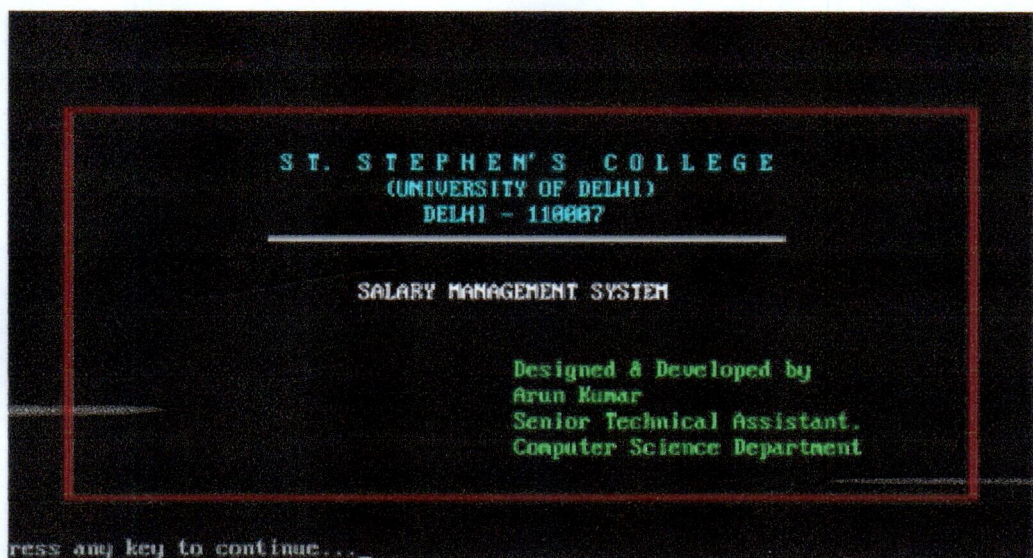 S T. S T E P H E N' S C O L L E G E
(UNIVERSITY OF DELHI)
DELHI - 110007
SALARY MANAGEMENT SYSTEM
Designed & Developed by
Arun Kumar
Senior Technical Assistant.
Computer Science Department
ress any key to continue..._